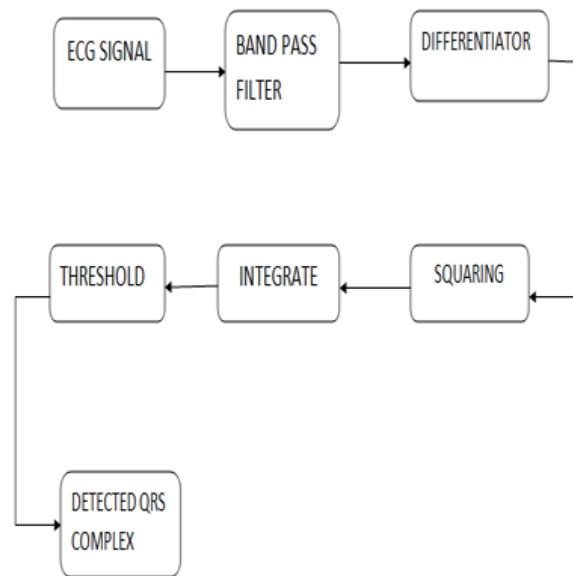 ECG SIGNAL
BAND PASS
FILTER
DIFFERENTIATOR
THRESHOLD
INTEGRATE
SQUARING
DETECTED QRS
COMPLEX